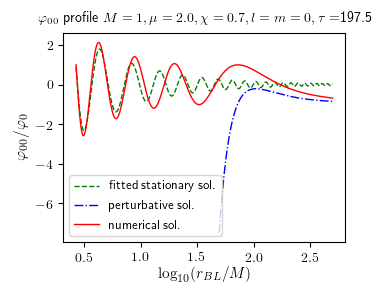 φ₀₀ profile M = 1, μ = 2.0, χ = 0.7, l = m = 0, τ =197.5
φ₀₀/φ₀
2
0
−2
−4
−6
fitted stationary sol.
perturbative sol.
numerical sol.
0.5 1.0 1.5 2.0 2.5
log₁₀(r_BL/M)